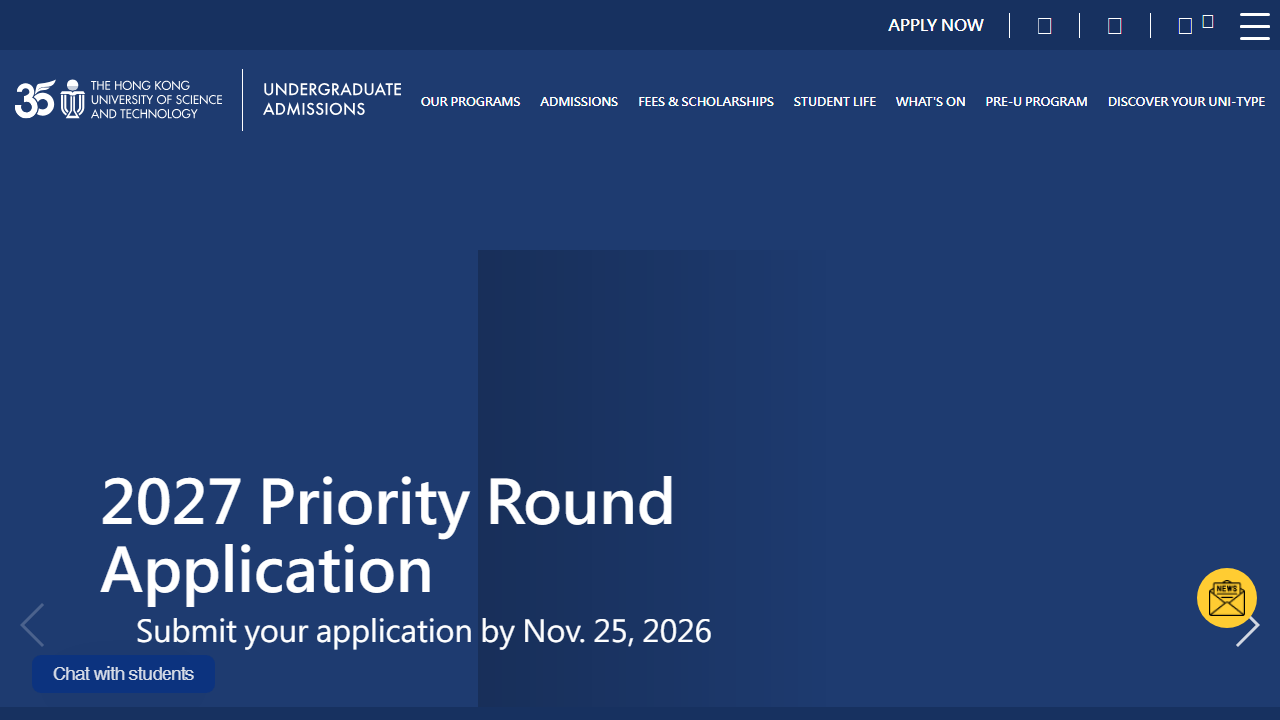 APPLY NOW
THE HONG KONG
UNIVERSITY OF SCIENCE
AND TECHNOLOGY
35
UNDERGRADUATE
ADMISSIONS
OUR PROGRAMS
ADMISSIONS
FEES & SCHOLARSHIPS
STUDENT LIFE
WHAT'S ON
PRE-U PROGRAM
DISCOVER YOUR UNI-TYPE
2027 Priority Round
Application
Submit your application by Nov. 25, 2026
NEWS
Chat with students